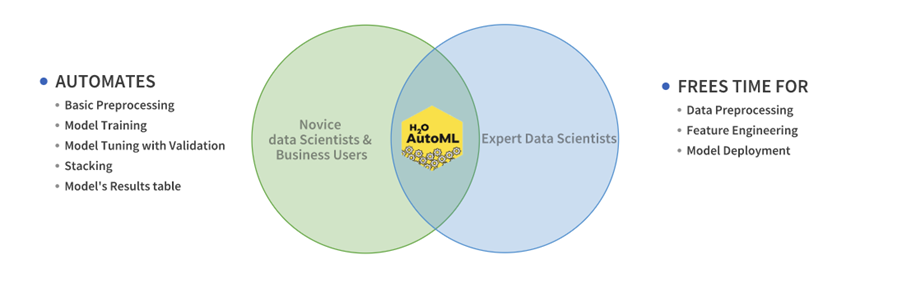 AUTOMATES
Basic Preprocessing
Model Training
Model Tuning with Validation
Stacking
Model's Results table
Novice
data Scientists &
Business Users
H2O
AutoML
Expert Data Scientists
FREES TIME FOR
Data Preprocessing
Feature Engineering
Model Deployment